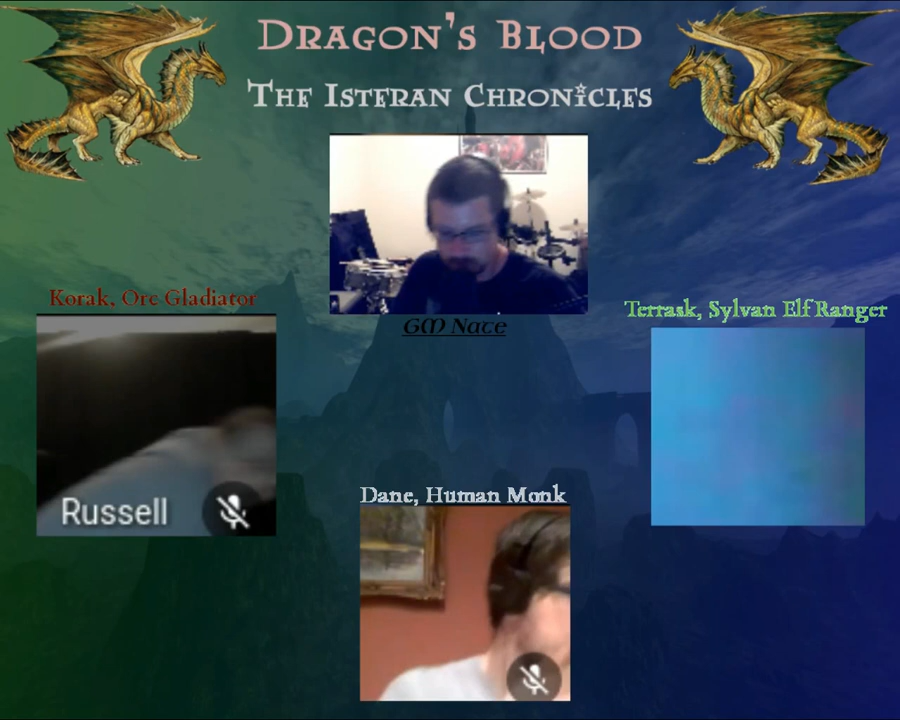 Dragon's Blood
The Isteran Chronicles
GM Nate
Korak, Orc Gladiator
Terrask, Sylvan Elf Ranger
Russell
Dane, Human Monk